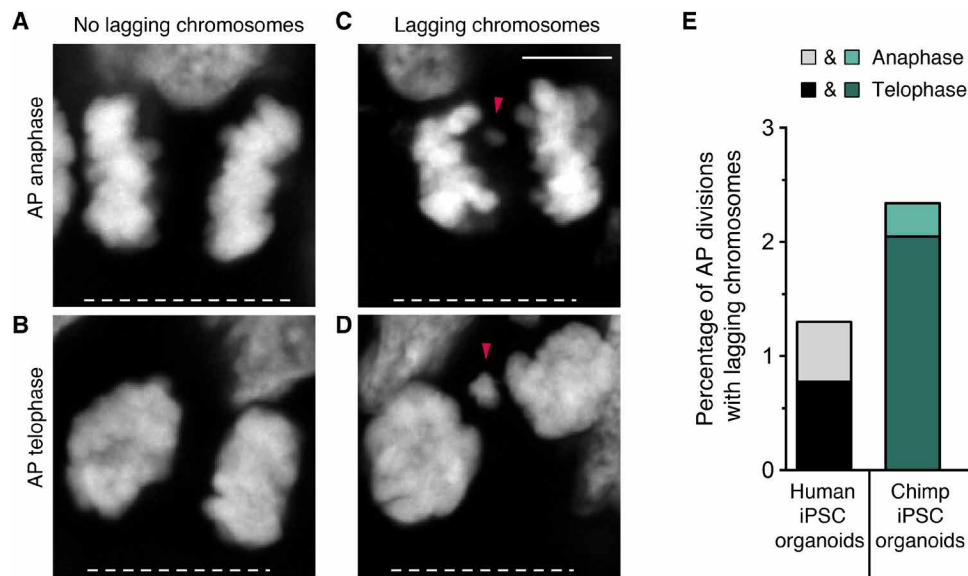 A
No lagging chromosomes
C
Lagging chromosomes
AP anaphase
B
D
AP telophase
E
& Anaphase
& Telophase
Percentage of AP divisions
with lagging chromosomes
3
2
1
0
Human
iPSC
organoids
Chimp
iPSC
organoids